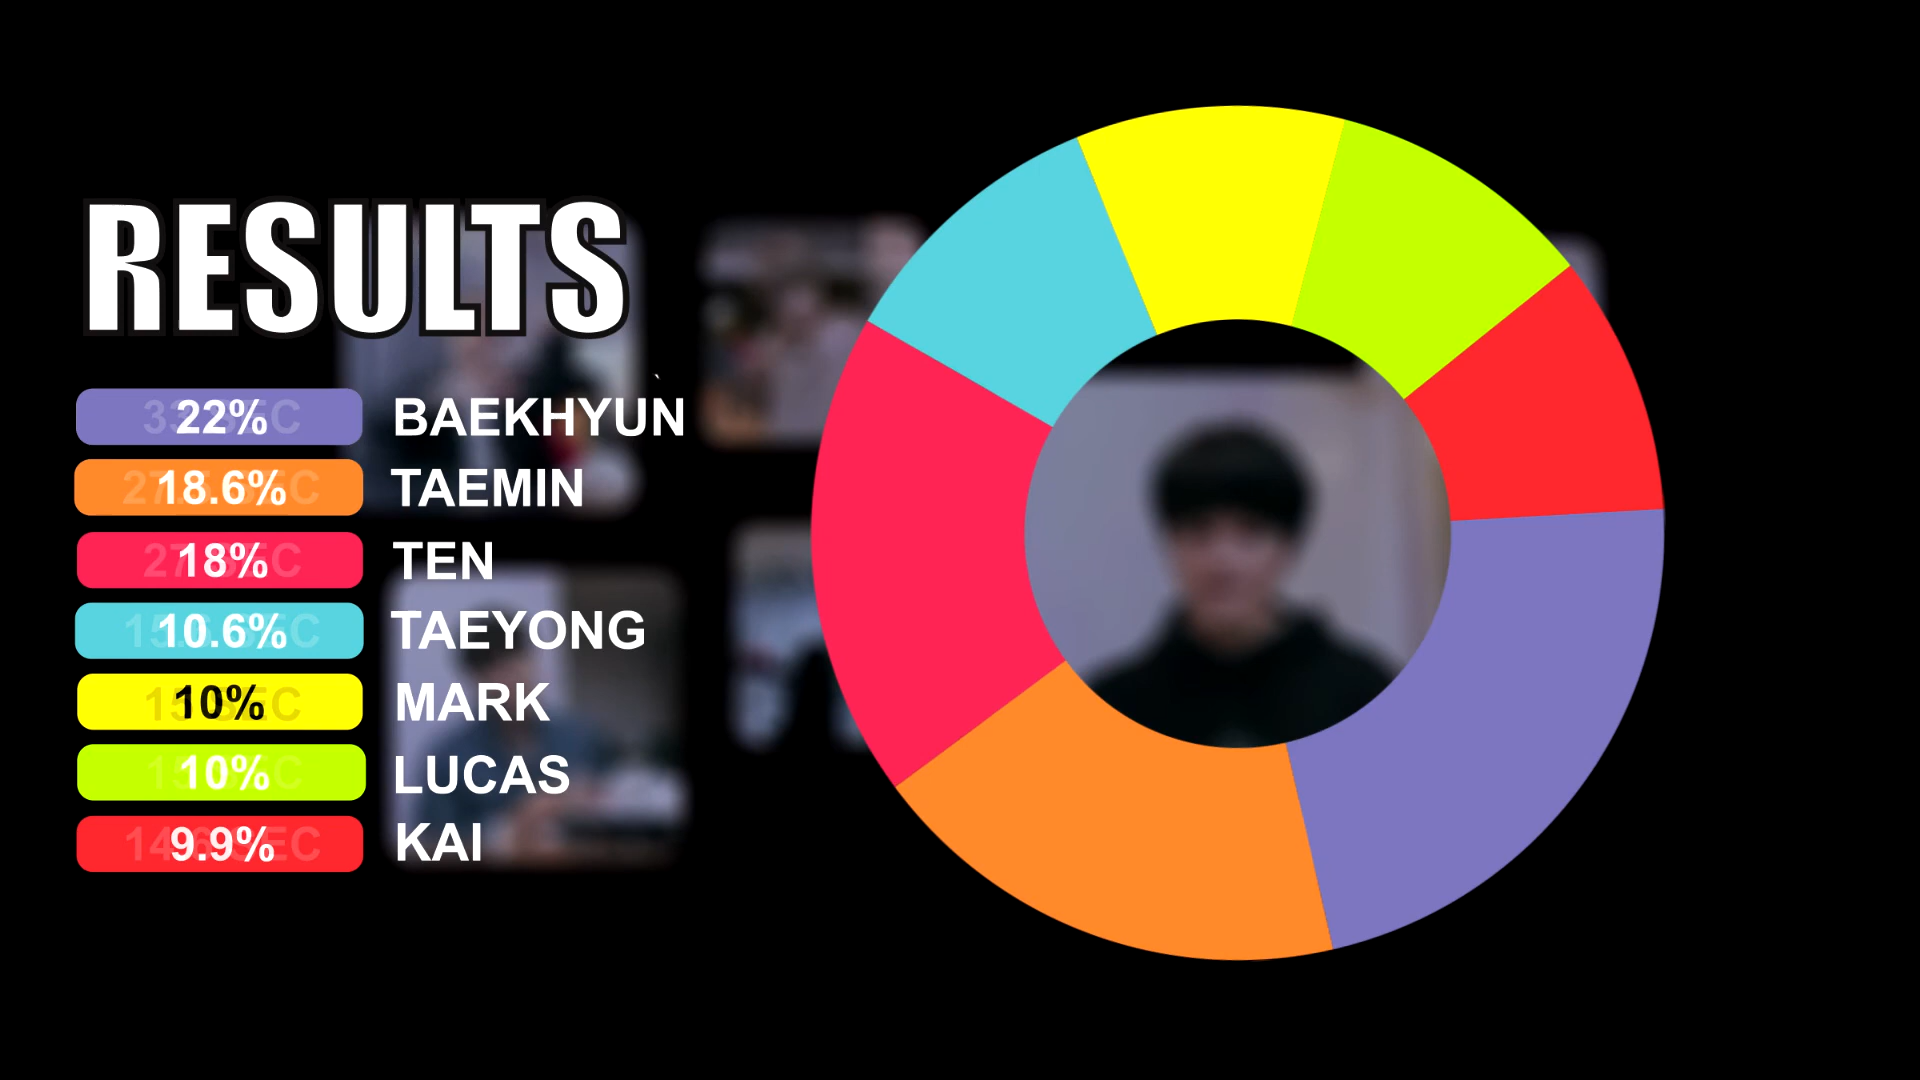 RESULTS
22% BAEKHYUN
18.6% TAEMIN
18% TEN
10.6% TAEYONG
10% MARK
10% LUCAS
9.9% KAI